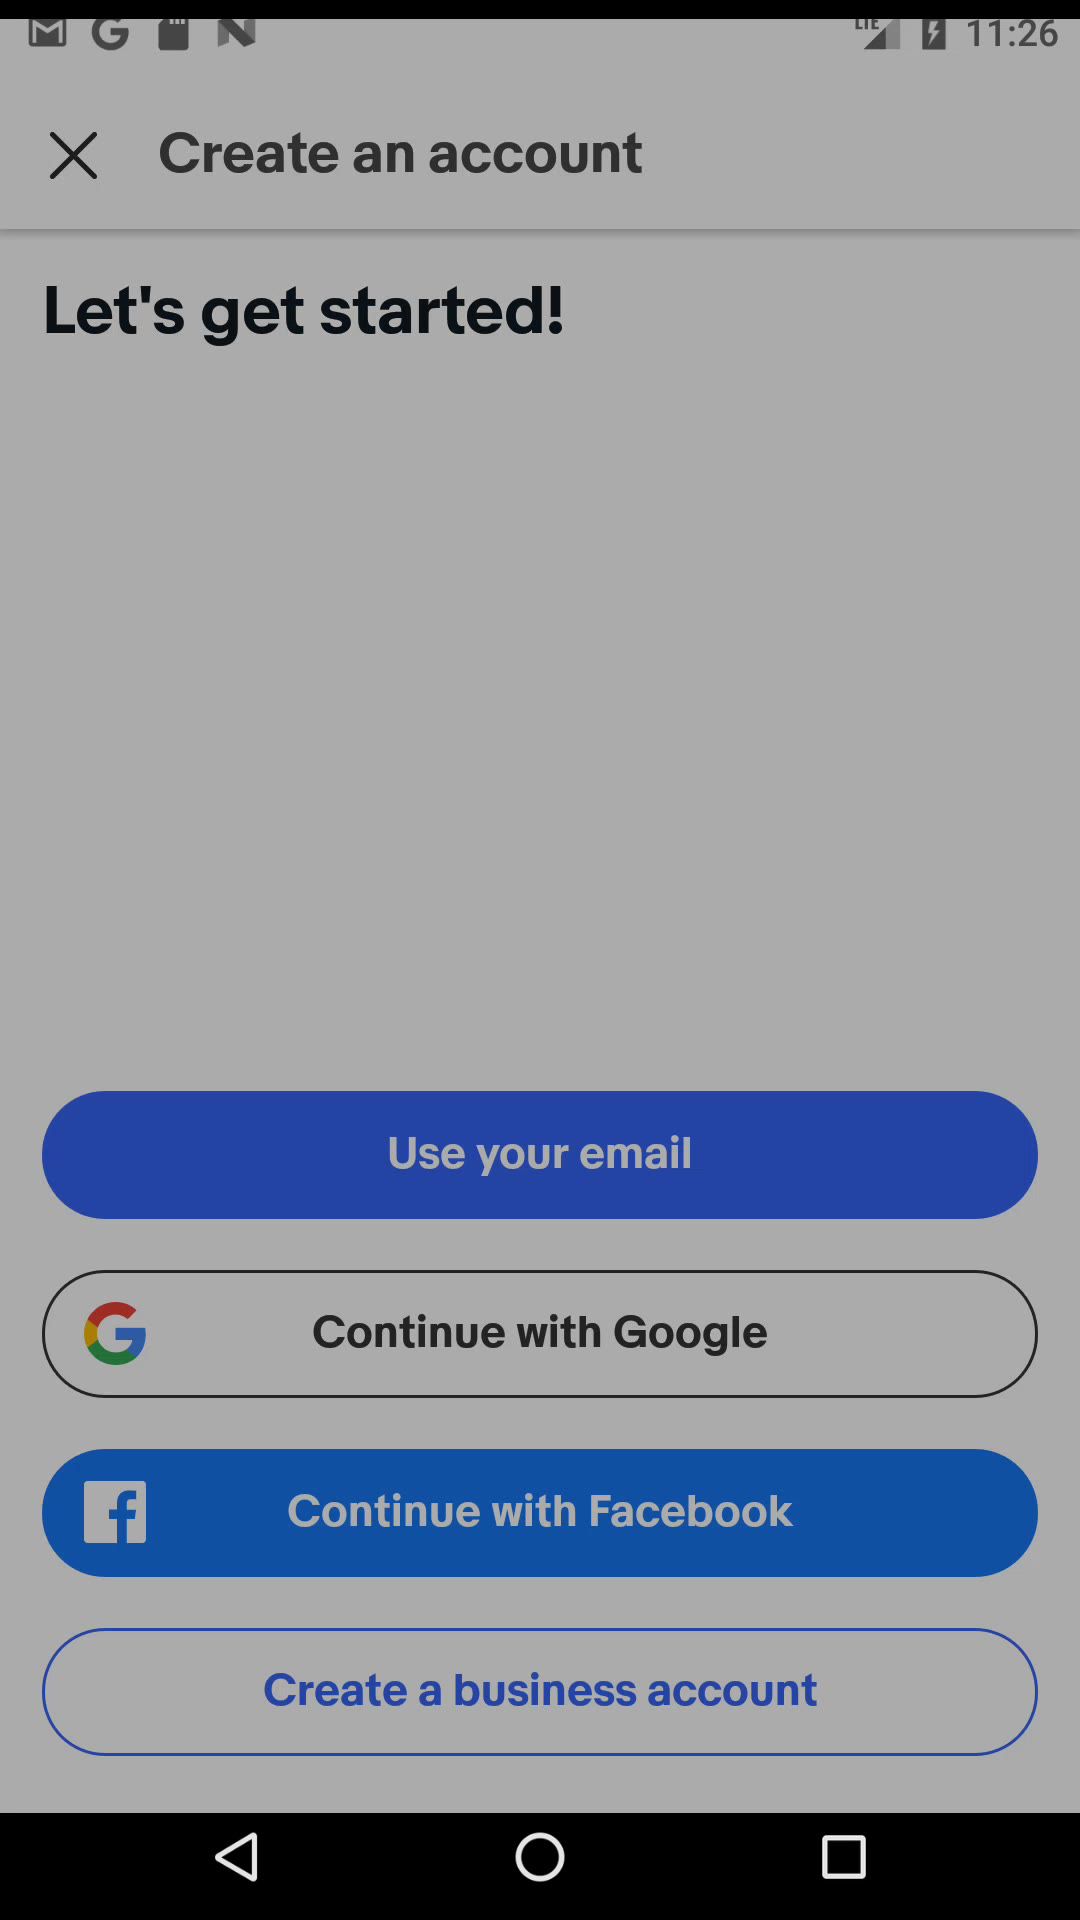 LTE 11:26
Create an account
Let's get started!
Use your email
Continue with Google
Continue with Facebook
Create a business account